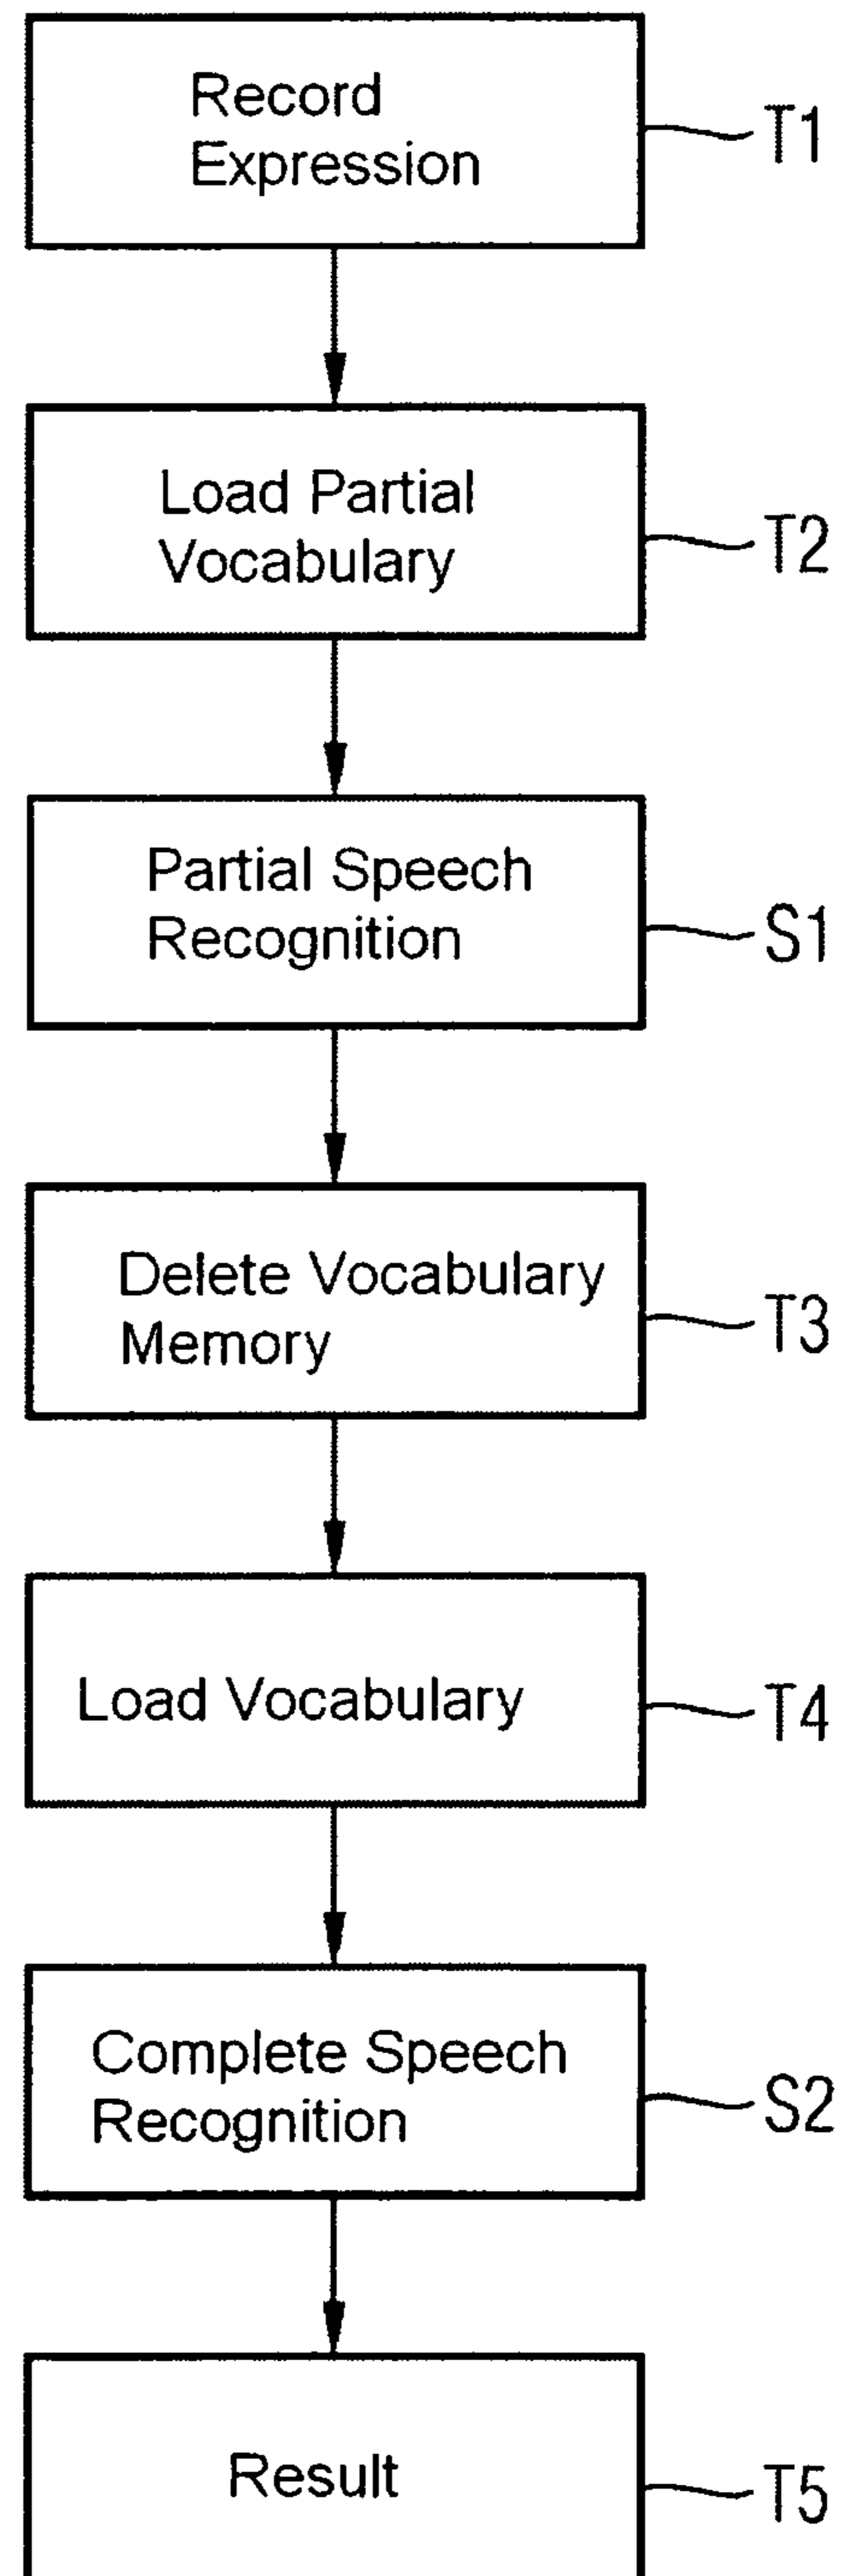 Record
Expression
T1
Load Partial
Vocabulary
T2
Partial Speech
Recognition
S1
Delete Vocabulary
Memory
T3
Load Vocabulary
T4
Complete Speech
Recognition
S2
Result
T5